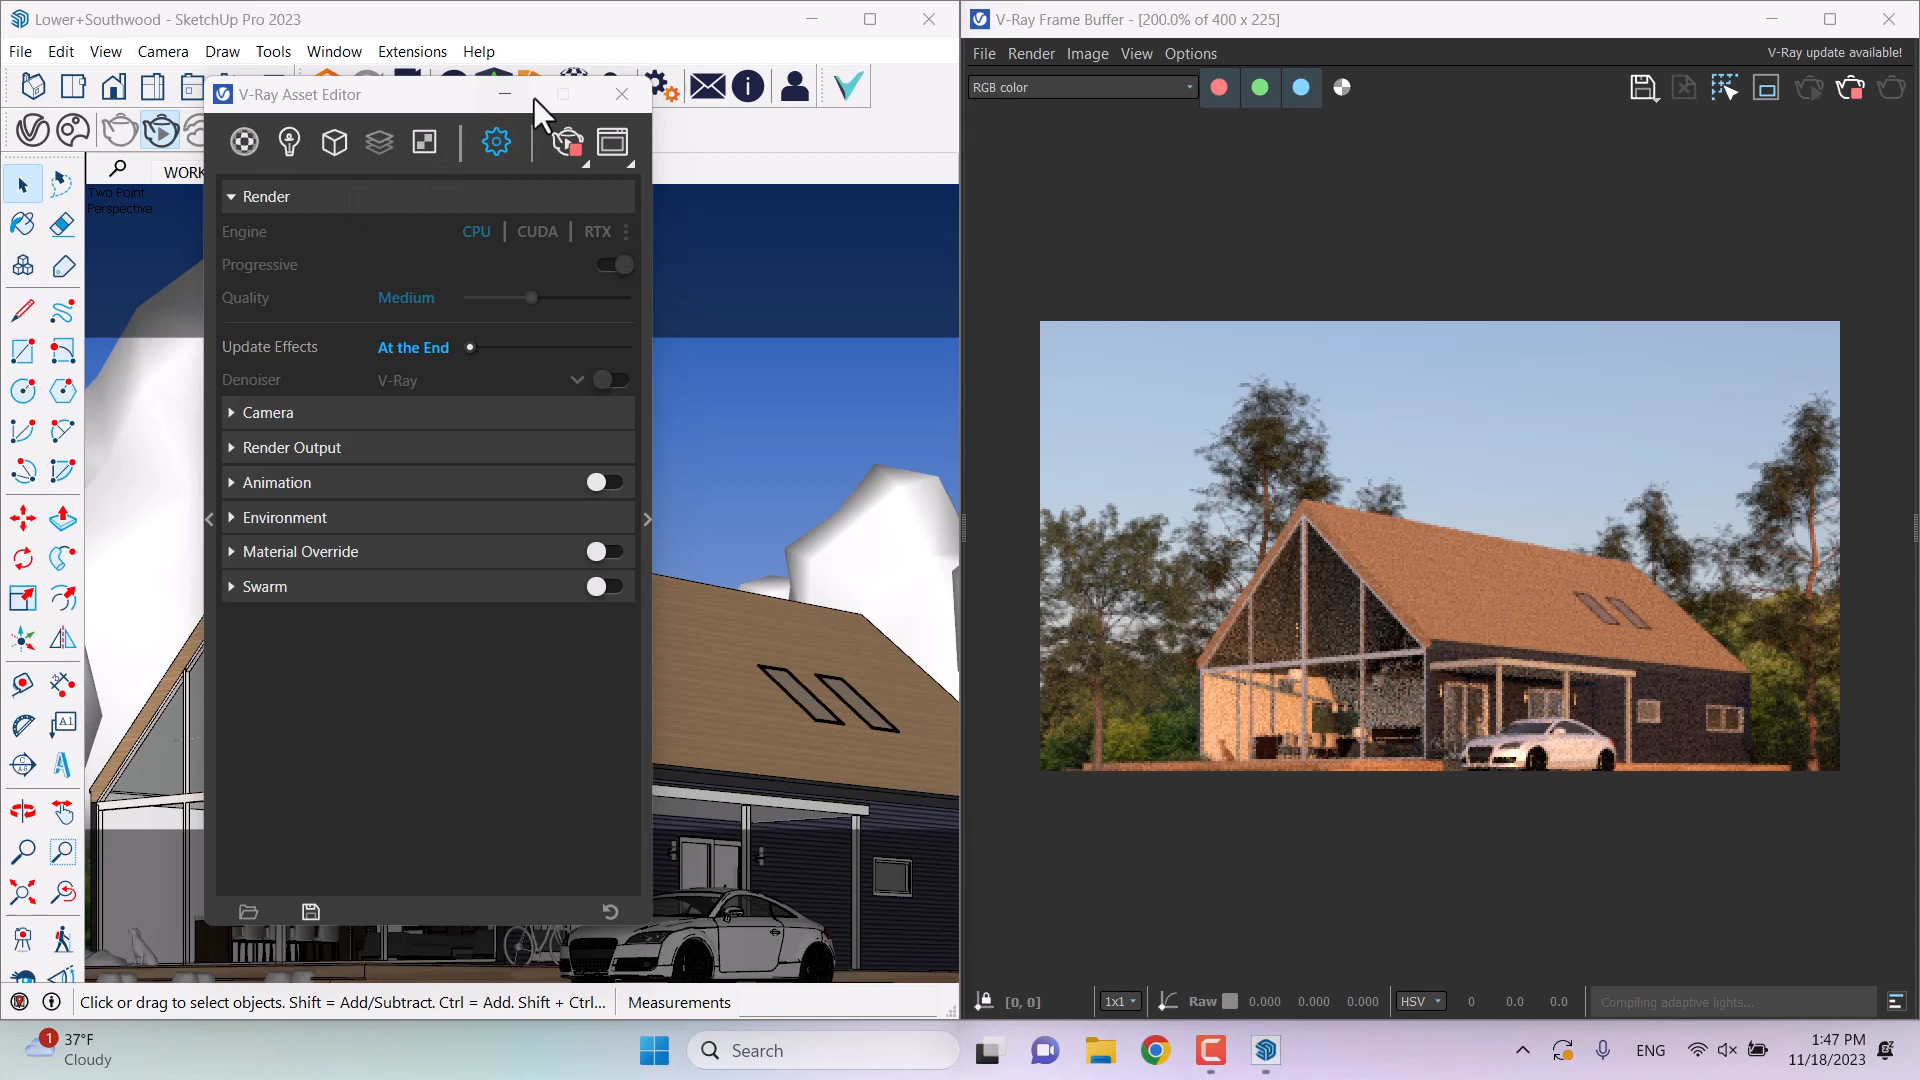 Lower+Southwood - SketchUp Pro 2023
File Edit View Camera Draw Tools Window Extensions Help
V-Ray Asset Editor
WORK
Two Point
Perspective
Render
Engine CPU CUDA RTX
Progressive
Quality Medium
Update Effects At the End
Denoiser V-Ray
Camera
Render Output
Animation
Environment
Material Override
Swarm
A1
Click or drag to select objects. Shift = Add/Subtract. Ctrl = Add. Shift + Ctrl... Measurements
V-Ray Frame Buffer - [200.0% of 400 x 225]
File Render Image View Options V-Ray update available!
RGB color
[0, 0] 1x1 Raw 0.000 0.000 0.000 HSV 0 0.0 0.0 Compiling adaptive lights...
1 37°F
Cloudy
Search
ENG
1:47 PM
11/18/2023